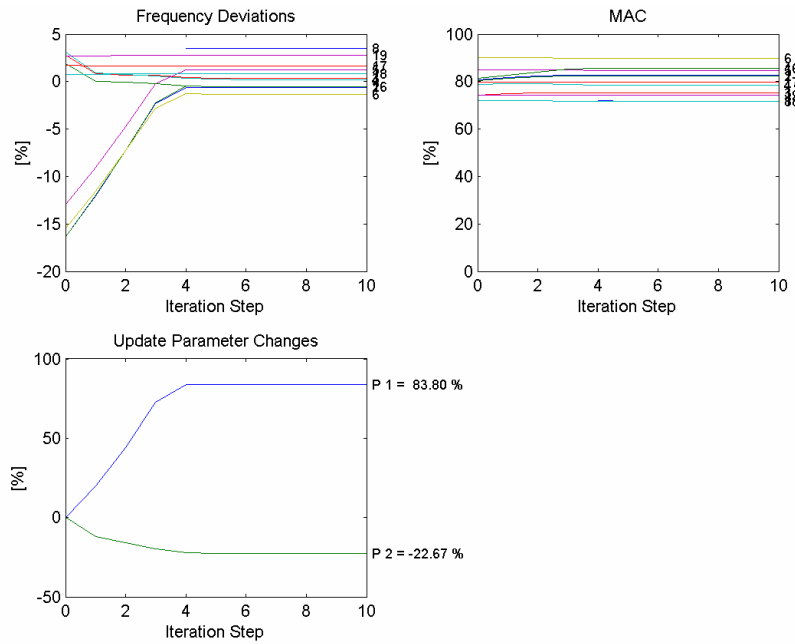 Frequency Deviations
5
0
-5
-10
-15
-20
[%]
0 2 4 6 8 10
Iteration Step
8
19
6
MAC
100
80
60
40
20
0
[%]
0 2 4 6 8 10
Iteration Step
6
Update Parameter Changes
100
50
0
-50
[%]
0 2 4 6 8 10
Iteration Step
P 1 = 83.80 %
P 2 = -22.67 %